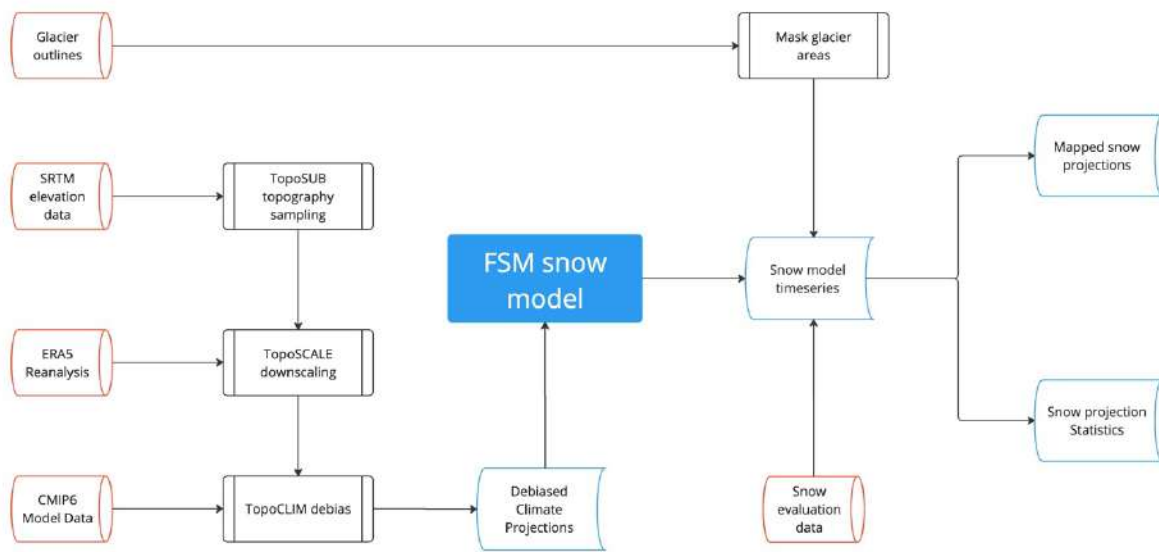 Glacier
outlines
Mask glacier
areas
Mapped snow
projections
SRTM
elevation
data
TopoSUB
topography
sampling
FSM snow
model
Snow model
timeseries
ERA5
Reanalysis
TopoSCALE
downscaling
Snow projection
Statistics
CMIP6
Model Data
TopoCLIM debias
Debiased
Climate
Projections
Snow
evaluation
data